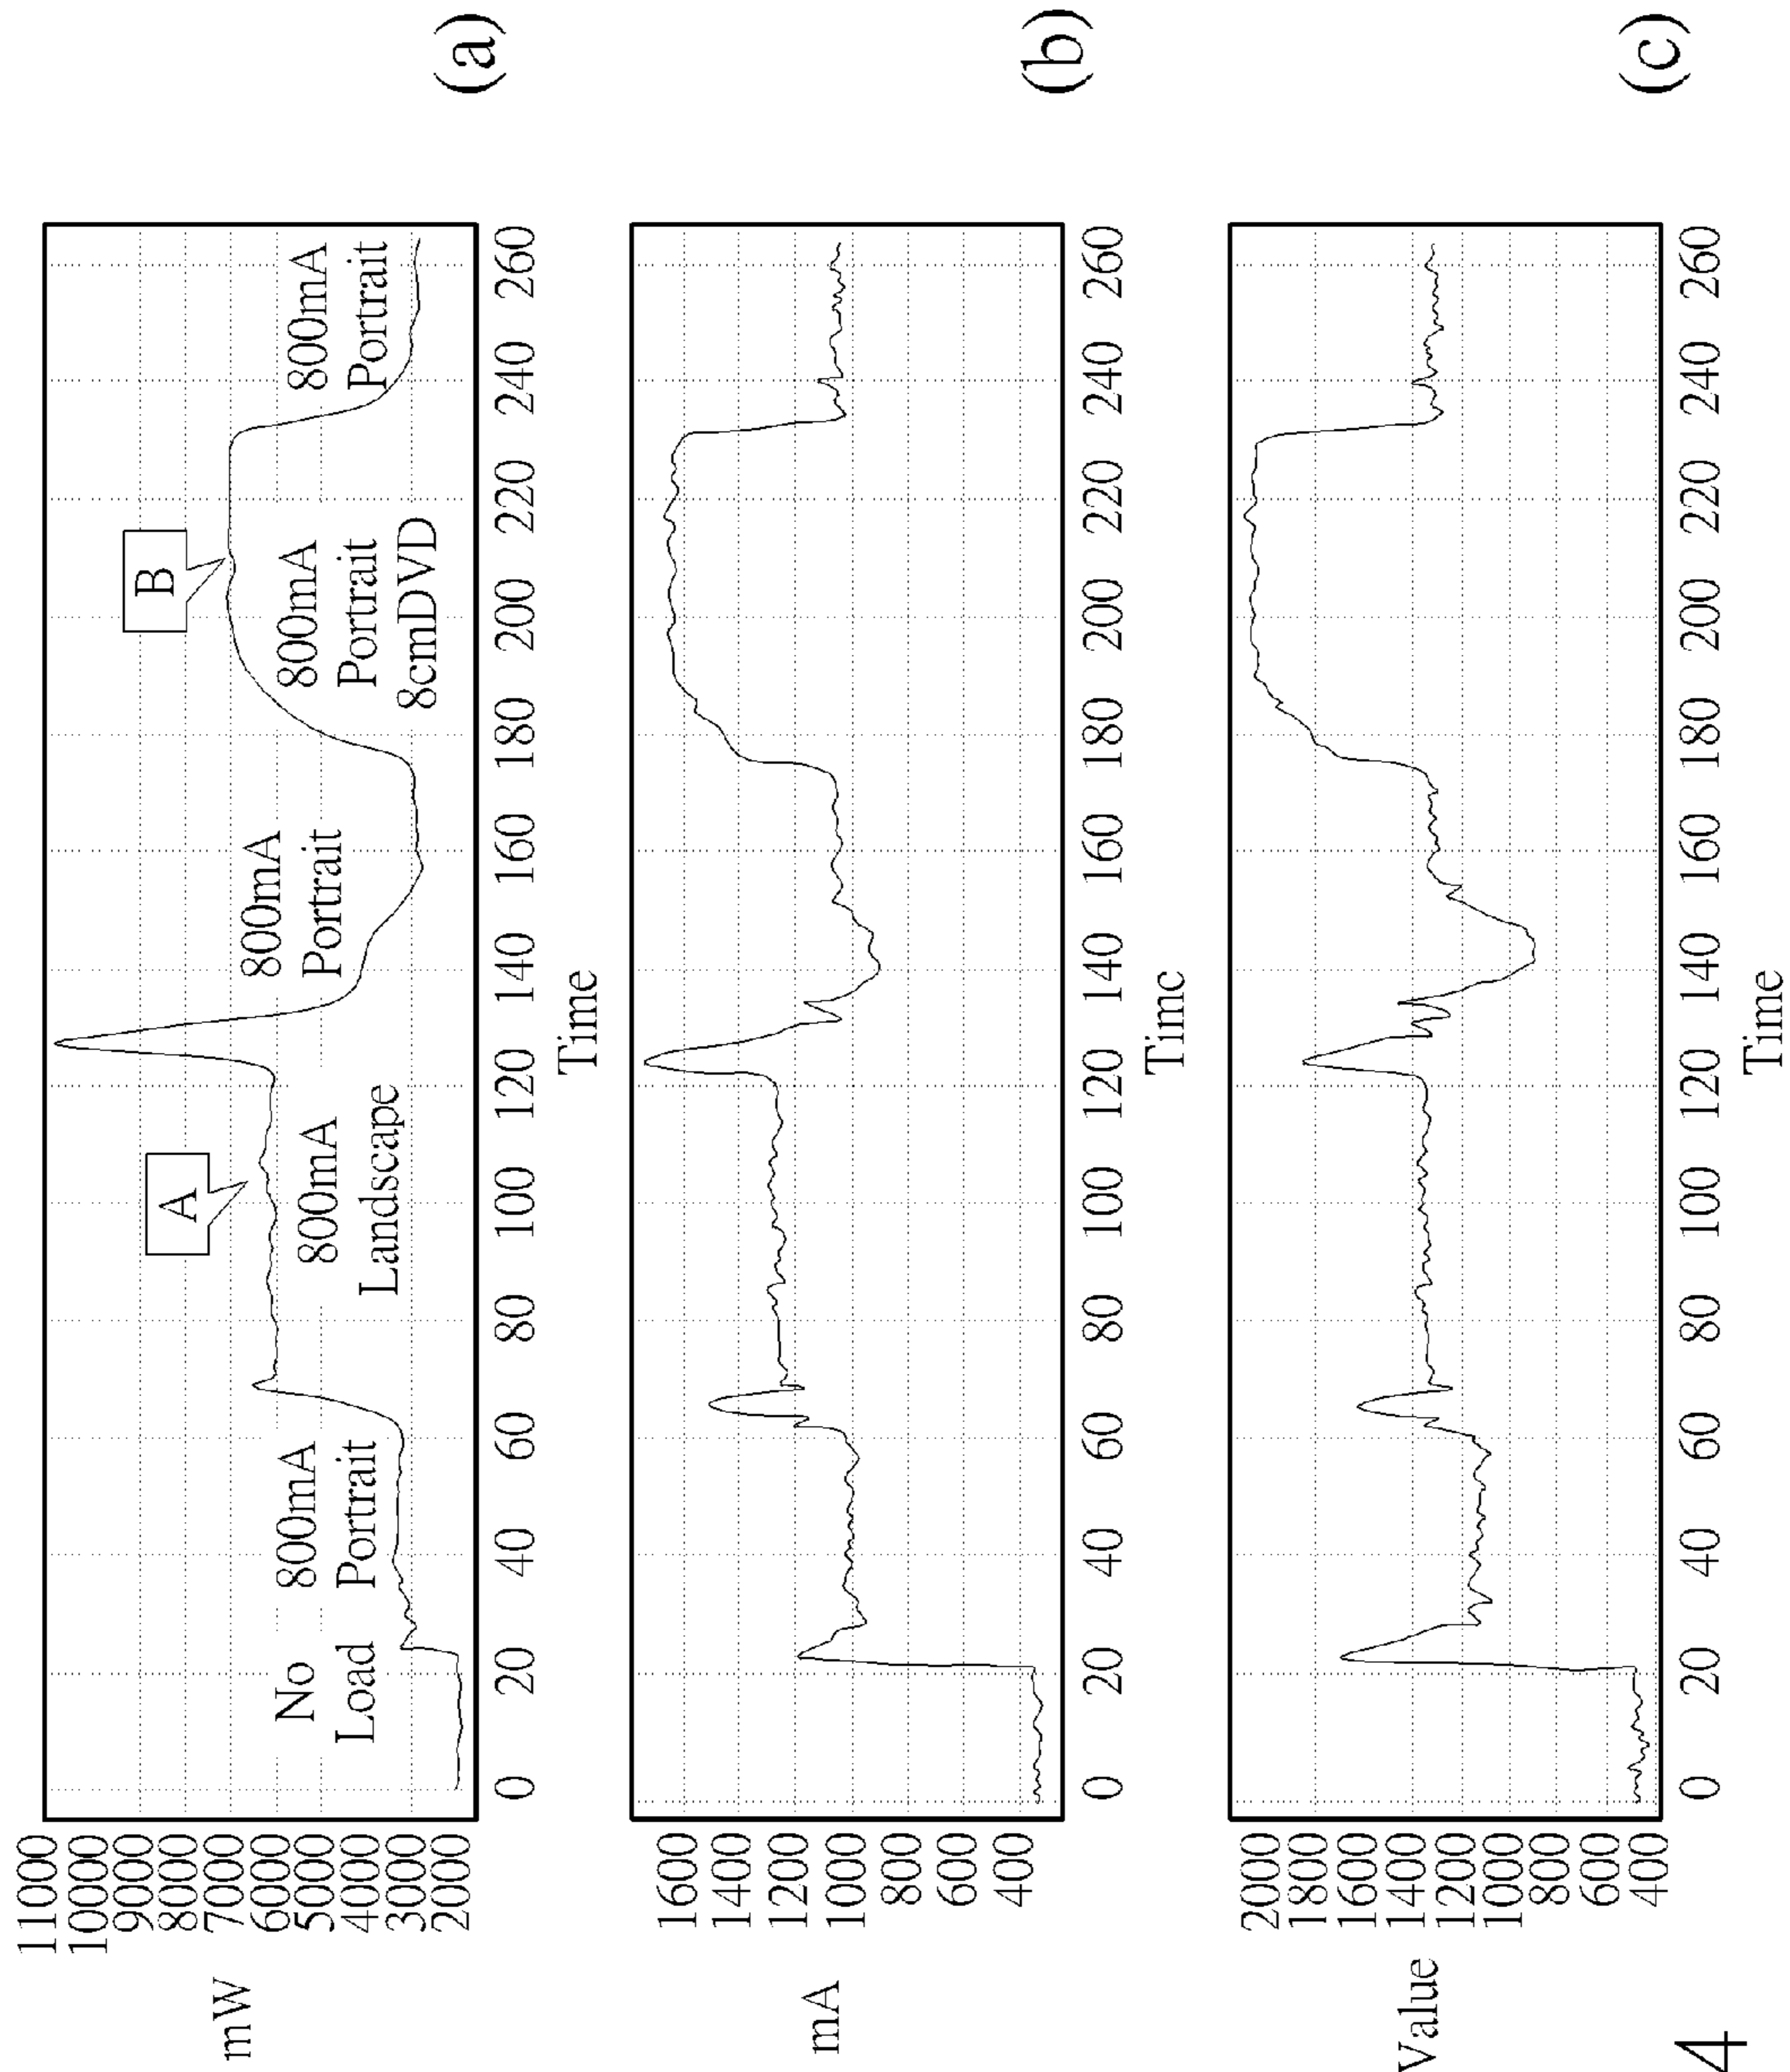 11000
10000
9000
8000
7000
6000
5000
4000
3000
2000
mW
A
B
No
Load
800mA
Portrait
800mA
Landscape
800mA
Portrait
800mA
Portrait
8cmDVD
800mA
Portrait
0 20 40 60 80 100 120 140 160 180 200 220 240 260
Time
(a)
1600
1400
1200
1000
800
600
400
mA
0 20 40 60 80 100 120 140 160 180 200 220 240 260
Timc
(b)
2000
1800
1600
1400
1200
1000
800
600
400
Value
0 20 40 60 80 100 120 140 160 180 200 220 240 260
Time
(c)
4